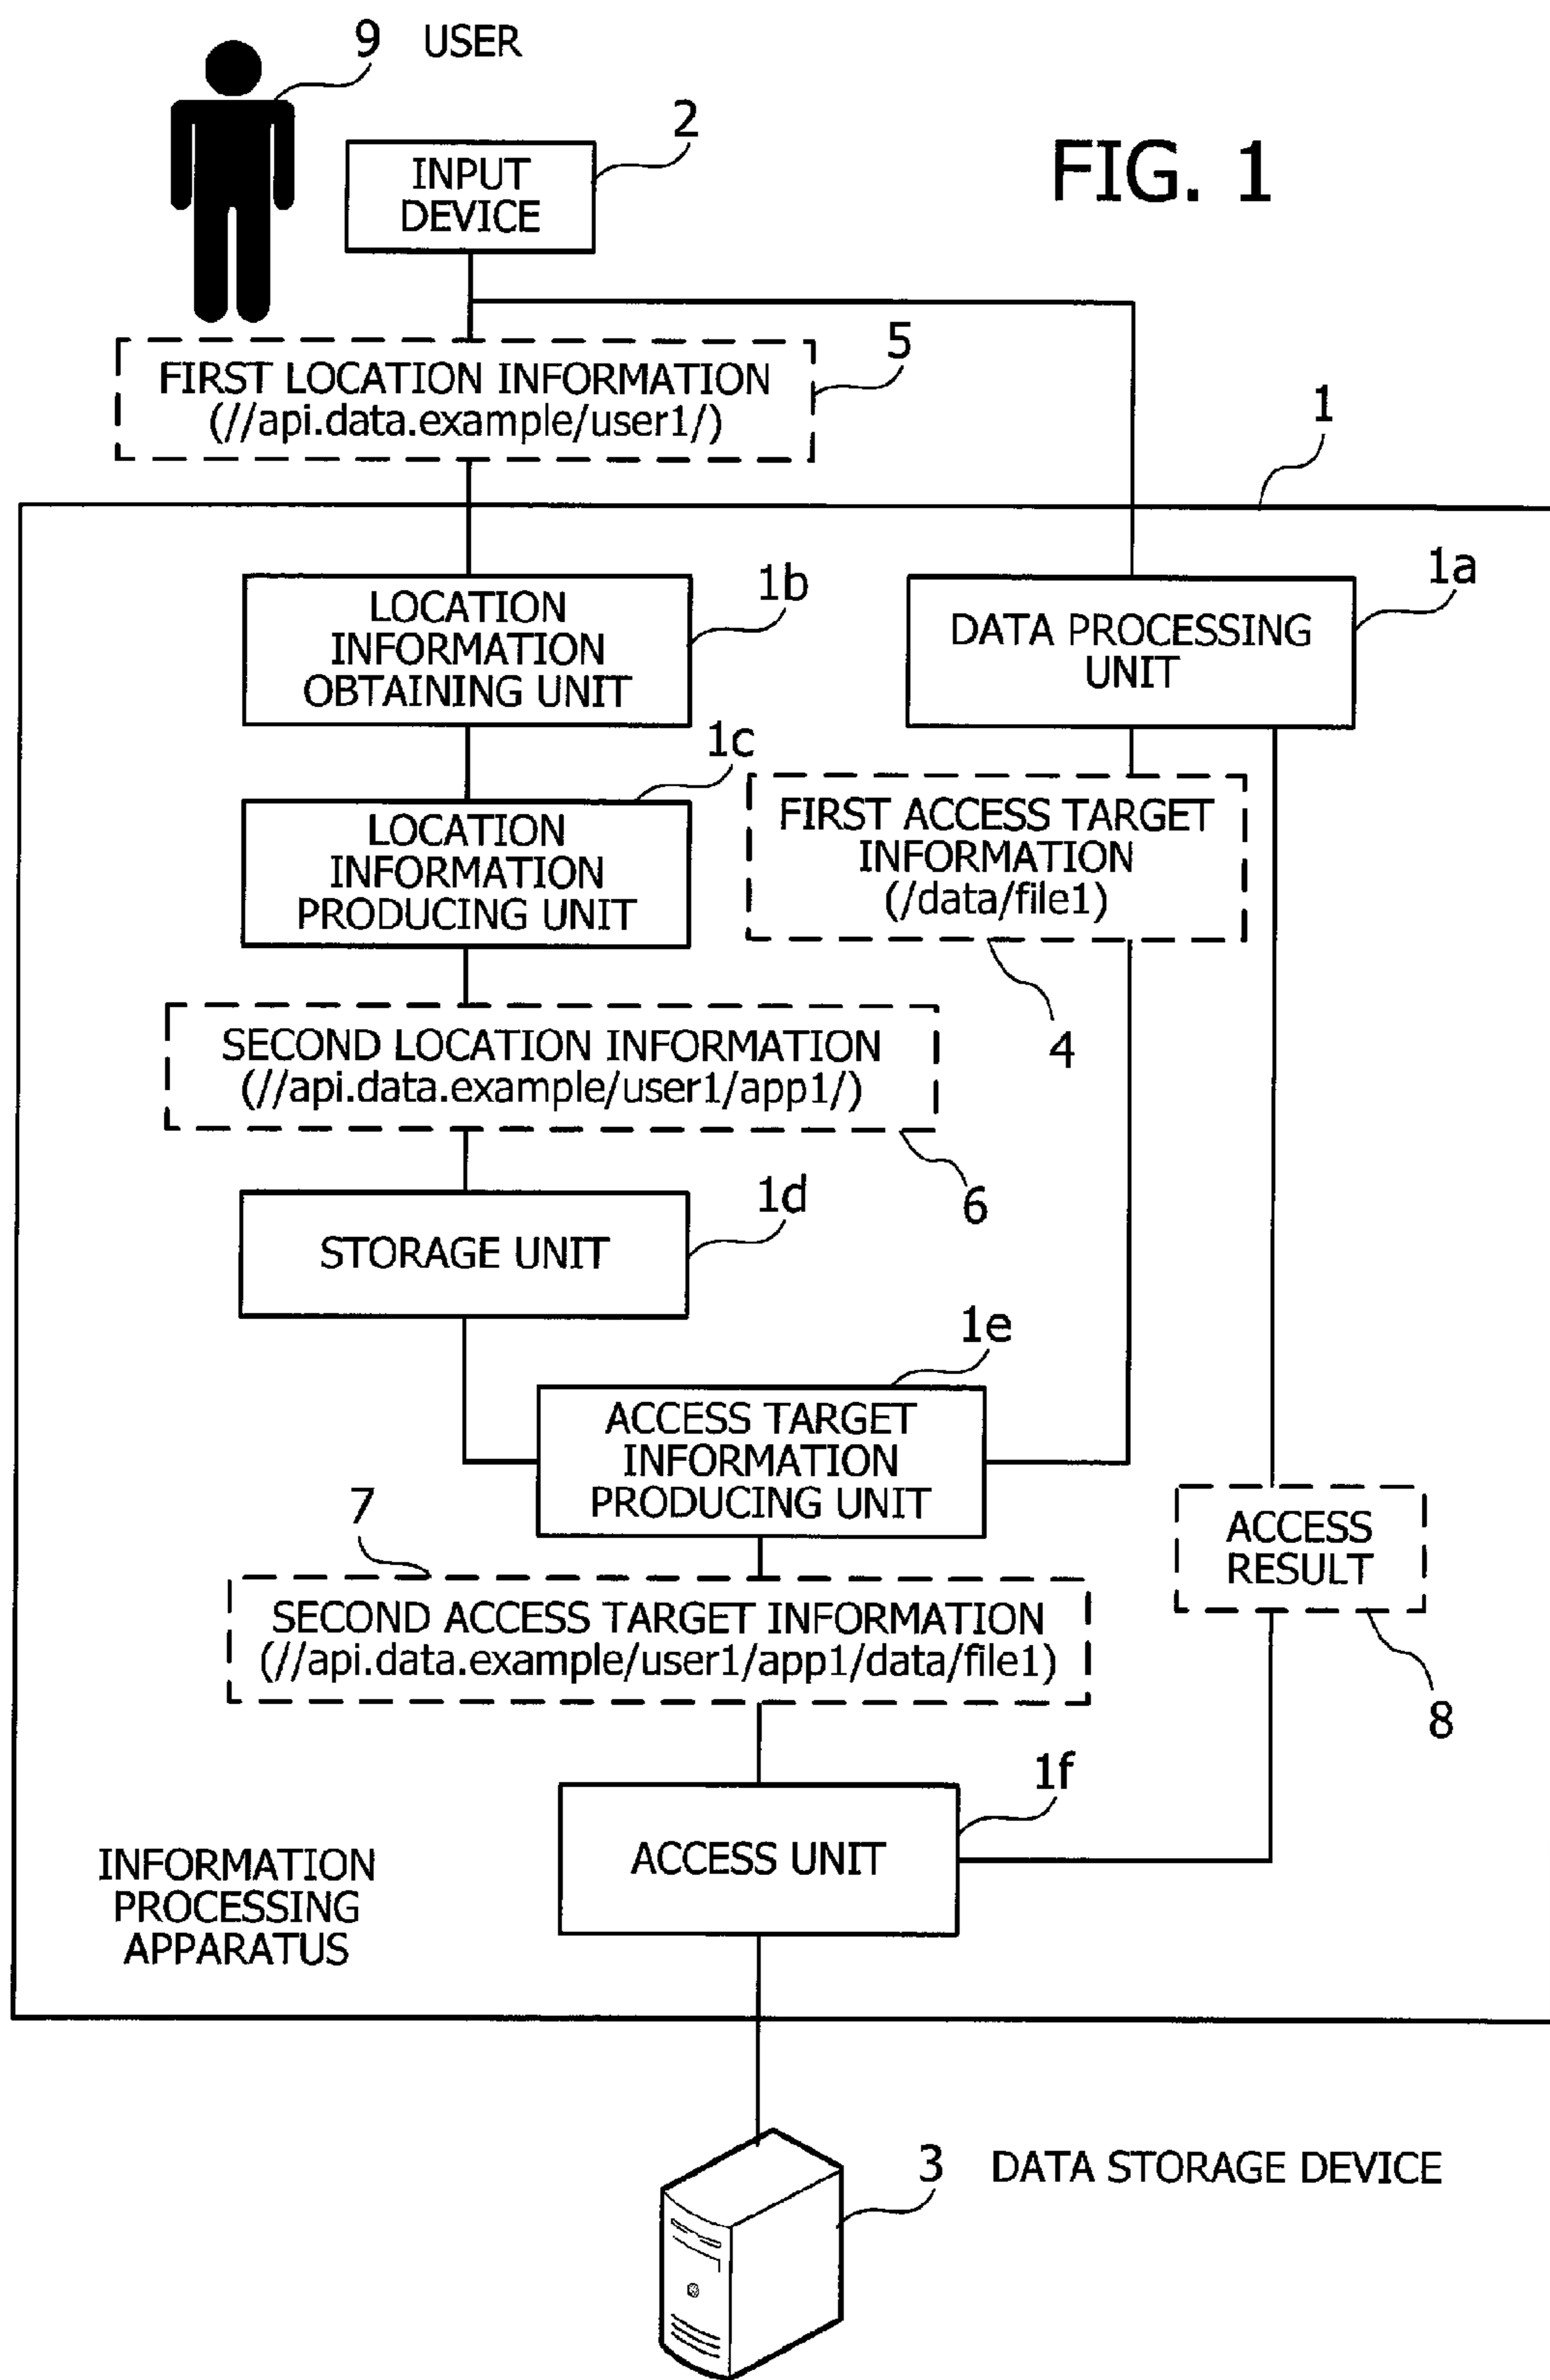 9 USER
2
INPUT
DEVICE
FIG. 1
5
FIRST LOCATION INFORMATION
(//api.data.example/user1/)
1
1b
LOCATION
INFORMATION
OBTAINING UNIT
1a
DATA PROCESSING
UNIT
1c
LOCATION
INFORMATION
PRODUCING UNIT
FIRST ACCESS TARGET
INFORMATION
(/data/file1)
4
SECOND LOCATION INFORMATION
(//api.data.example/user1/app1/)
6
1d
STORAGE UNIT
1e
ACCESS TARGET
INFORMATION
PRODUCING UNIT
7
SECOND ACCESS TARGET INFORMATION
(//api.data.example/user1/app1/data/file1)
ACCESS
RESULT
8
1f
ACCESS UNIT
INFORMATION
PROCESSING
APPARATUS
3 DATA STORAGE DEVICE